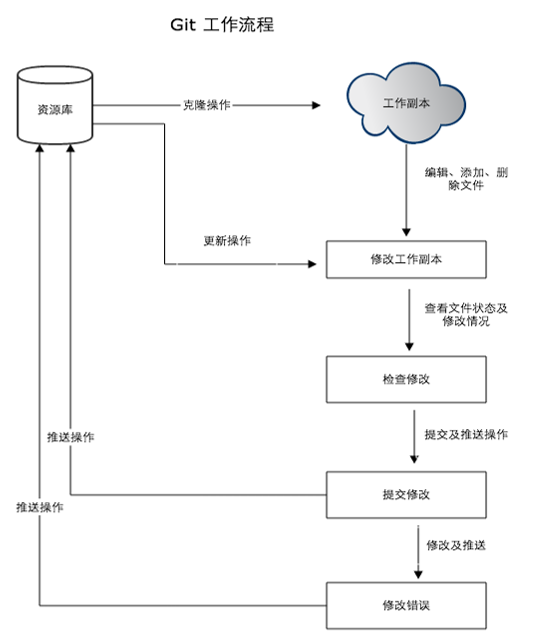 Git 工作流程
资源库
克隆操作
工作副本
编辑、添加、删
除文件
更新操作
修改工作副本
查看文件状态及
修改情况
检查修改
推送操作
提交及推送操作
提交修改
推送操作
修改及推送
修改错误